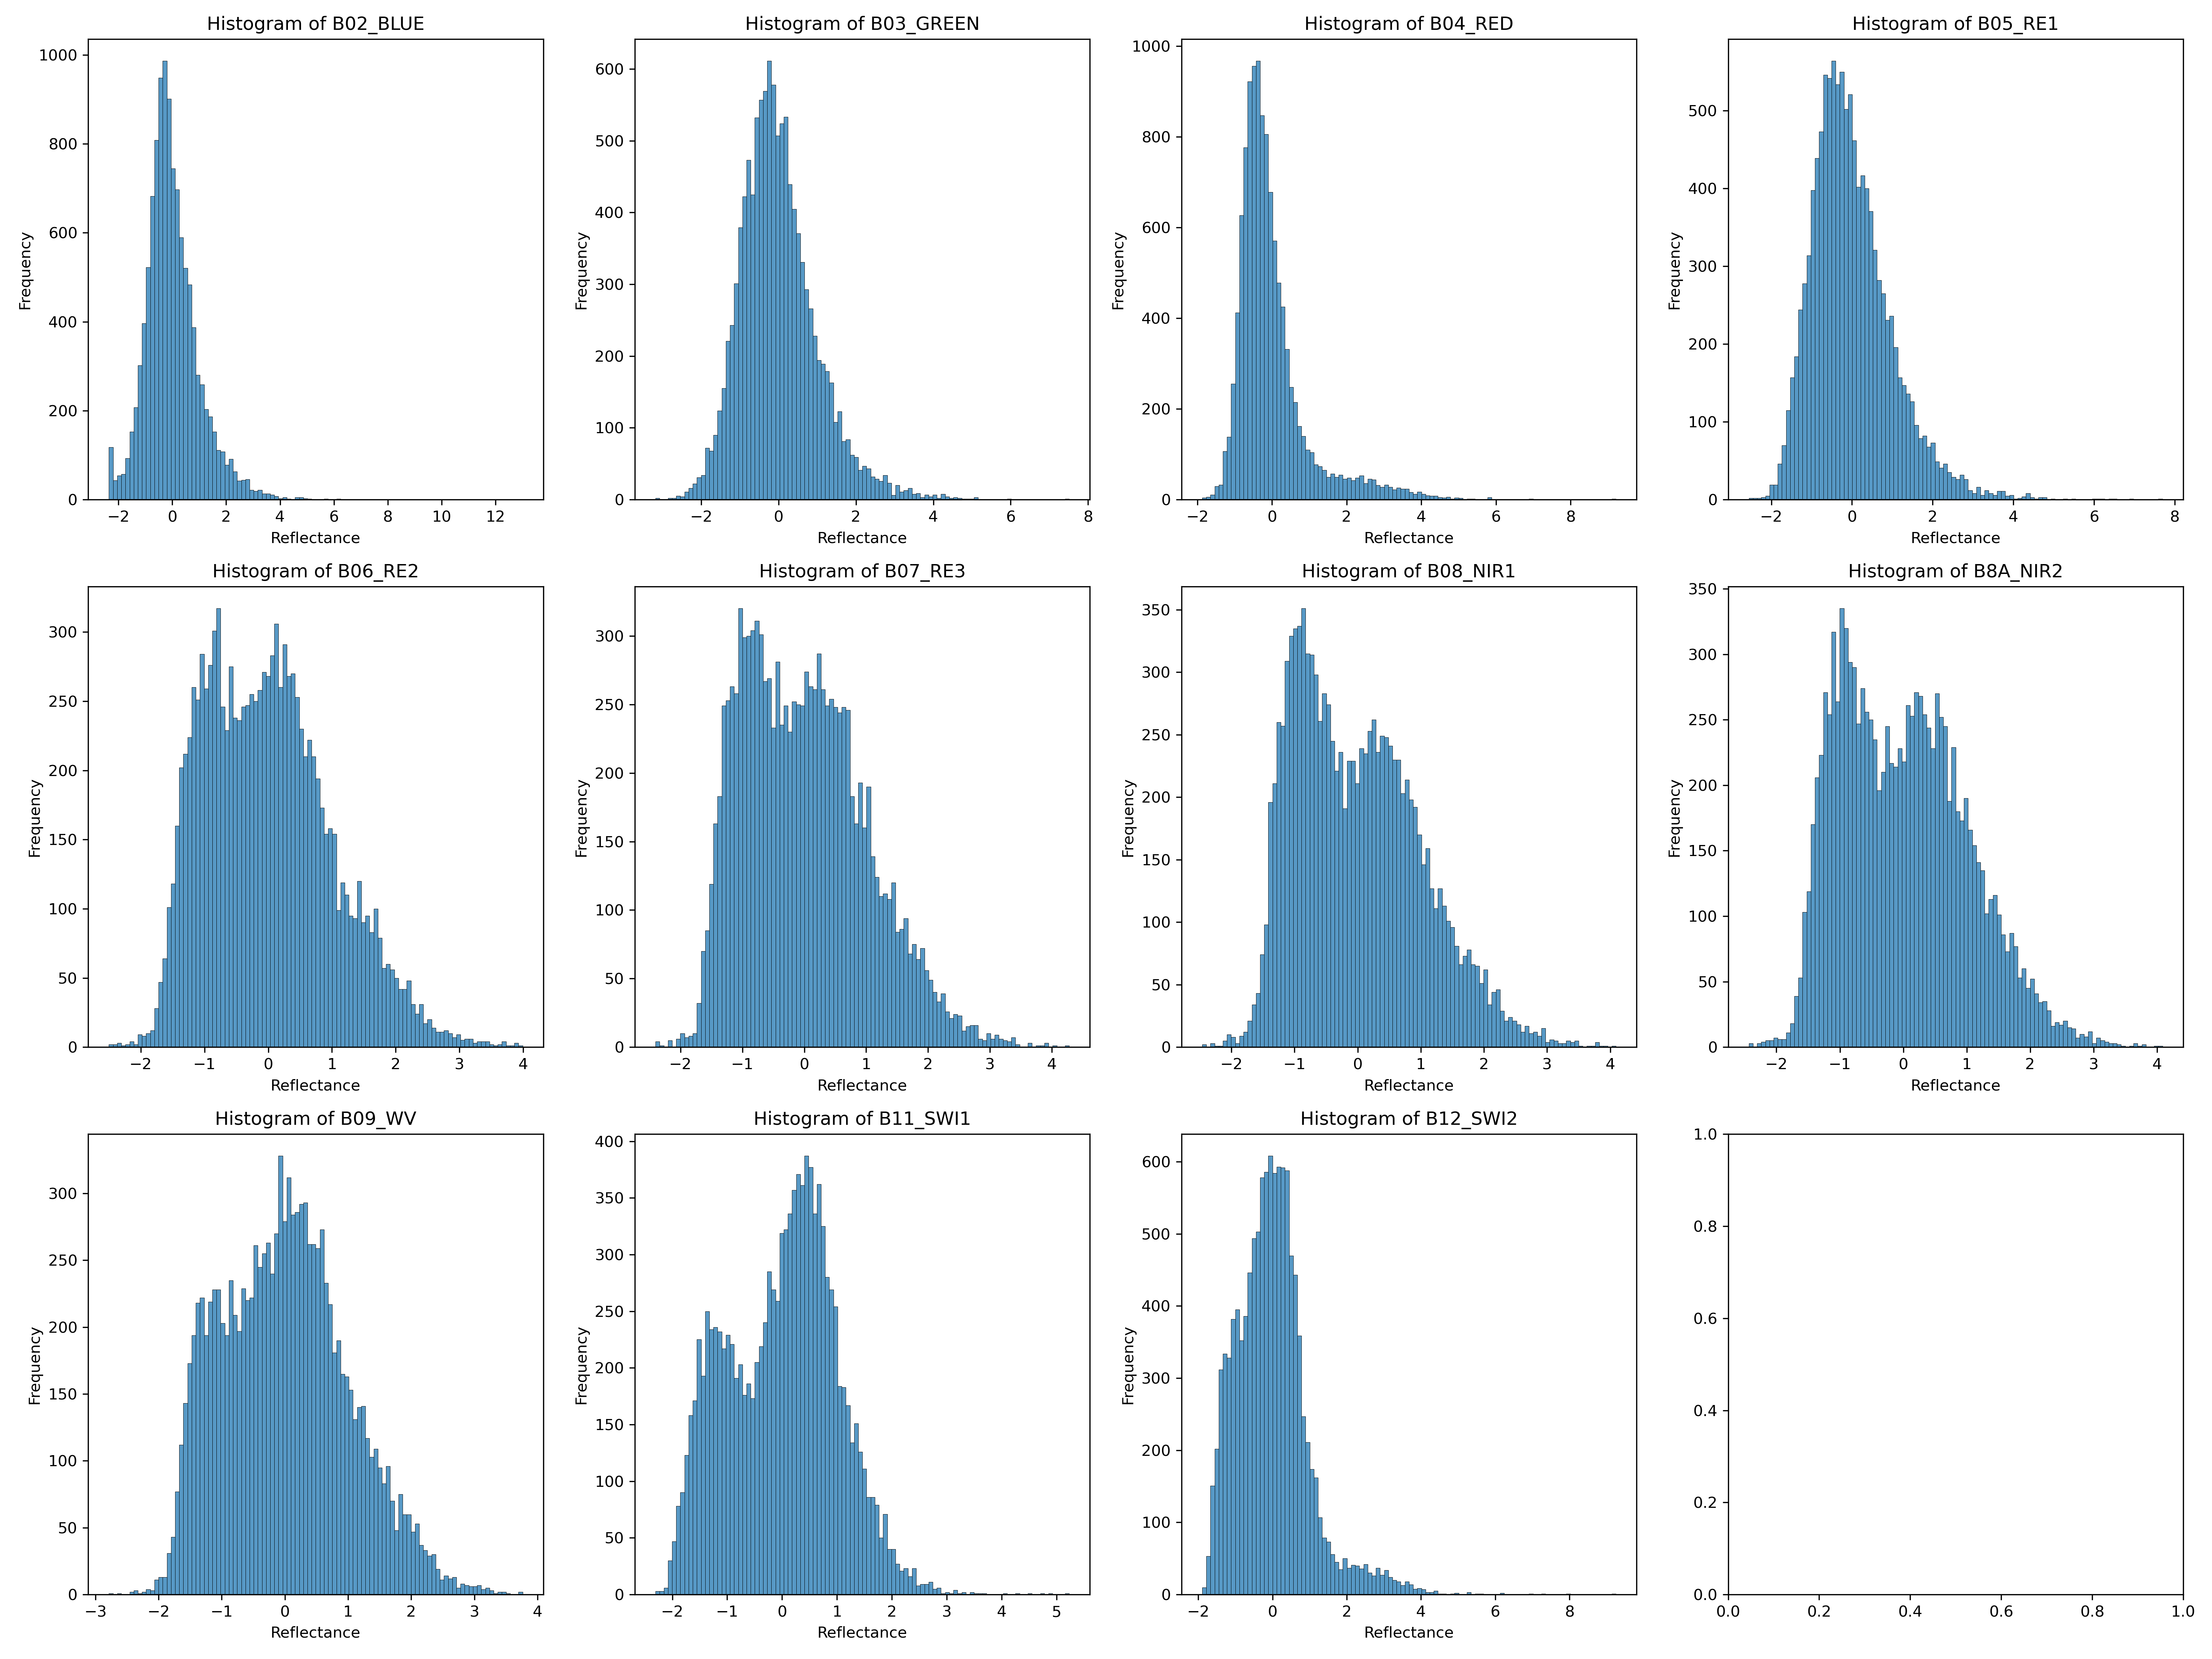 Histogram of B02_BLUE
Frequency
0
200
400
600
800
1000
−2 0 2 4 6 8 10 12
Reflectance
Histogram of B03_GREEN
Frequency
0
100
200
300
400
500
600
−2 0 2 4 6 8
Reflectance
Histogram of B04_RED
Frequency
0
200
400
600
800
1000
−2 0 2 4 6 8
Reflectance
Histogram of B05_RE1
Frequency
0
100
200
300
400
500
−2 0 2 4 6 8
Reflectance
Histogram of B06_RE2
Frequency
0
50
100
150
200
250
300
−2 −1 0 1 2 3 4
Reflectance
Histogram of B07_RE3
Frequency
0
50
100
150
200
250
300
−2 −1 0 1 2 3 4
Reflectance
Histogram of B08_NIR1
Frequency
0
50
100
150
200
250
300
350
−2 −1 0 1 2 3 4
Reflectance
Histogram of B8A_NIR2
Frequency
0
50
100
150
200
250
300
350
−2 −1 0 1 2 3 4
Reflectance
Histogram of B09_WV
Frequency
0
50
100
150
200
250
300
−3 −2 −1 0 1 2 3 4
Reflectance
Histogram of B11_SWI1
Frequency
0
50
100
150
200
250
300
350
400
−2 −1 0 1 2 3 4 5
Reflectance
Histogram of B12_SWI2
Frequency
0
100
200
300
400
500
600
−2 0 2 4 6 8
Reflectance
0.0
0.2
0.4
0.6
0.8
1.0
0.0 0.2 0.4 0.6 0.8 1.0